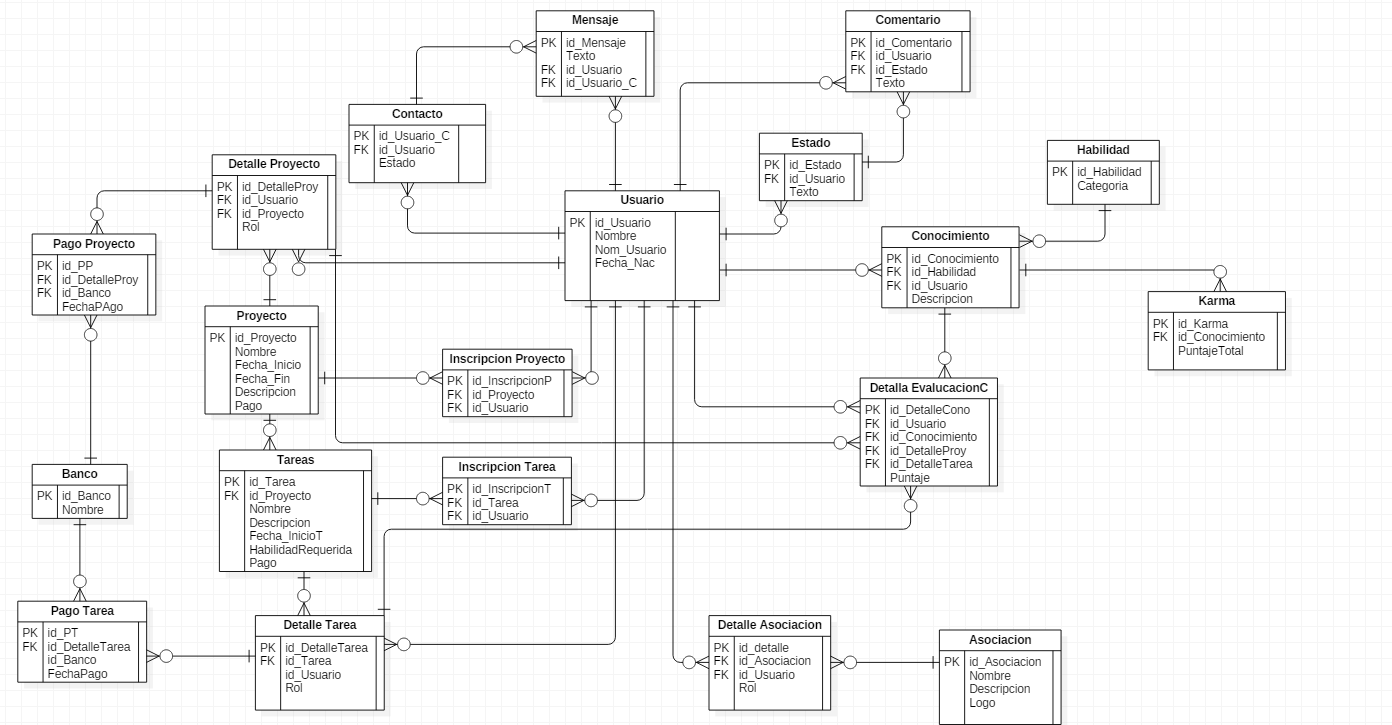 Mensaje
PK id_Mensaje
Texto
FK id_Usuario
FK id_Usuario_C
Comentario
PK id_Comentario
FK id_Usuario
FK id_Estado
Texto
Contacto
PK id_Usuario_C
FK id_Usuario
Estado
Estado
PK id_Estado
FK id_Usuario
Texto
Habilidad
PK id_Habilidad
Categoria
Detalle Proyecto
PK id_DetalleProy
FK id_Usuario
FK id_Proyecto
Rol
Usuario
PK id_Usuario
Nombre
Nom_Usuario
Fecha_Nac
Pago Proyecto
PK id_PP
FK id_DetalleProy
FK id_Banco
FechaPAgo
Conocimiento
PK id_Conocimiento
FK id_Habilidad
FK id_Usuario
Descripcion
Karma
PK id_Karma
FK id_Conocimiento
PuntajeTotal
Proyecto
PK id_Proyecto
Nombre
Fecha_Inicio
Fecha_Fin
Descripcion
Pago
Inscripcion Proyecto
PK id_InscripcionP
FK id_Proyecto
FK id_Usuario
Detalla EvalucacionC
PK id_DetalleCono
FK id_Usuario
FK id_Conocimiento
FK id_DetalleProy
FK id_DetalleTarea
Puntaje
Tareas
PK id_Tarea
FK id_Proyecto
Nombre
Descripcion
Fecha_InicioT
HabilidadRequerida
Pago
Inscripcion Tarea
PK id_InscripcionT
FK id_Tarea
FK id_Usuario
Banco
PK id_Banco
Nombre
Pago Tarea
PK id_PT
FK id_DetalleTarea
id_Banco
FechaPago
Detalle Tarea
PK id_DetalleTarea
FK id_Tarea
id_Usuario
Rol
Detalle Asociacion
PK id_detalle
FK id_Asociacion
FK id_Usuario
Rol
Asociacion
PK id_Asociacion
Nombre
Descripcion
Logo